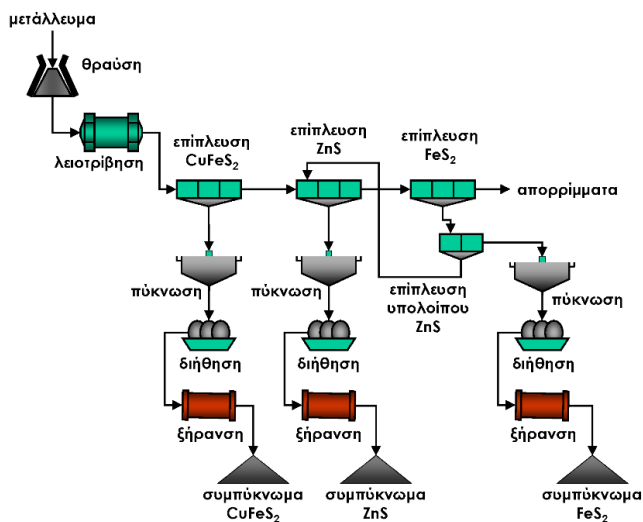 μετάλλευμα
θραύση
λειοτρίβηση
επίπλευση
CuFeS2
επίπλευση
ZnS
επίπλευση
FeS2
απορρίμματα
πύκνωση
πύκνωση
επίπλευση
υπολοίπου
ZnS
πύκνωση
διήθηση
διήθηση
διήθηση
ξήρανση
ξήρανση
ξήρανση
συμπύκνωμα
CuFeS2
συμπύκνωμα
ZnS
συμπύκνωμα
FeS2